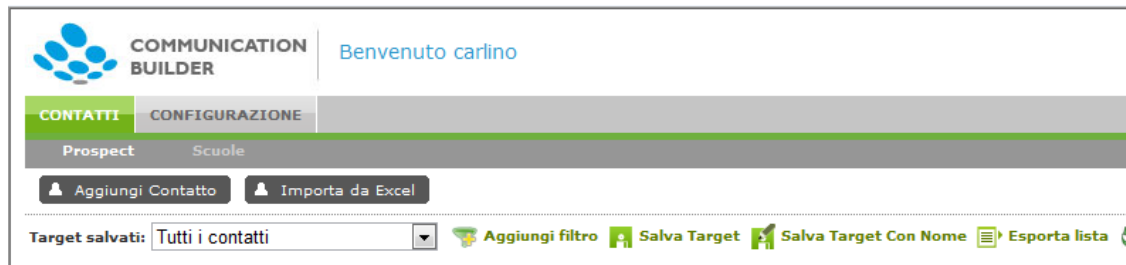 COMMUNICATION
BUILDER
Benvenuto carlino
CONTATTI CONFIGURAZIONE
Prospect Scuole
Aggiungi Contatto Importa da Excel
Target salvati: Tutti i contatti Aggiungi filtro Salva Target Salva Target Con Nome Esporta lista